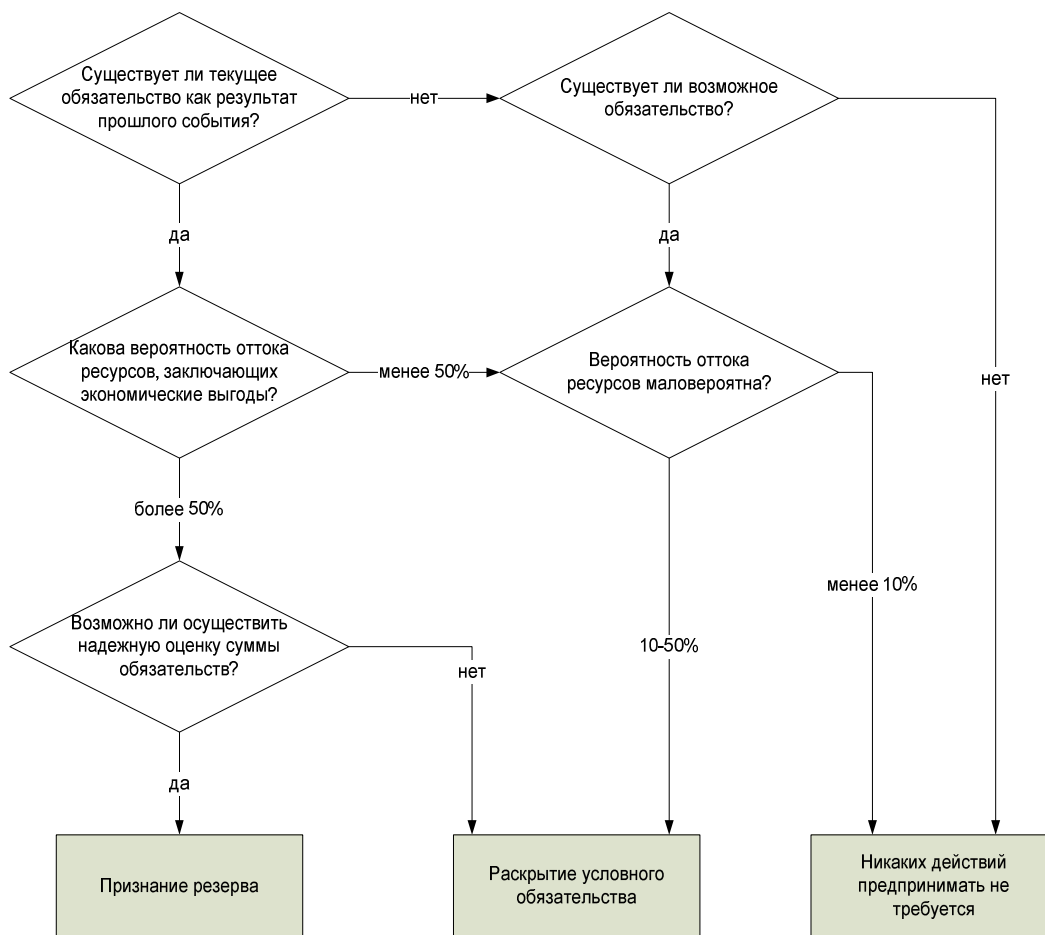 Существует ли текущее
обязательство как результат
прошлого события?
нет
Существует ли возможное
обязательство?
да
да
Какова вероятность оттока
ресурсов, заключающих
экономические выгоды?
менее 50%
Вероятность оттока
ресурсов маловероятна?
нет
более 50%
менее 10%
Возможно ли осуществить
надежную оценку суммы
обязательств?
нет
10-50%
да
Признание резерва
Раскрытие условного
обязательства
Никаких действий
предпринимать не
требуется